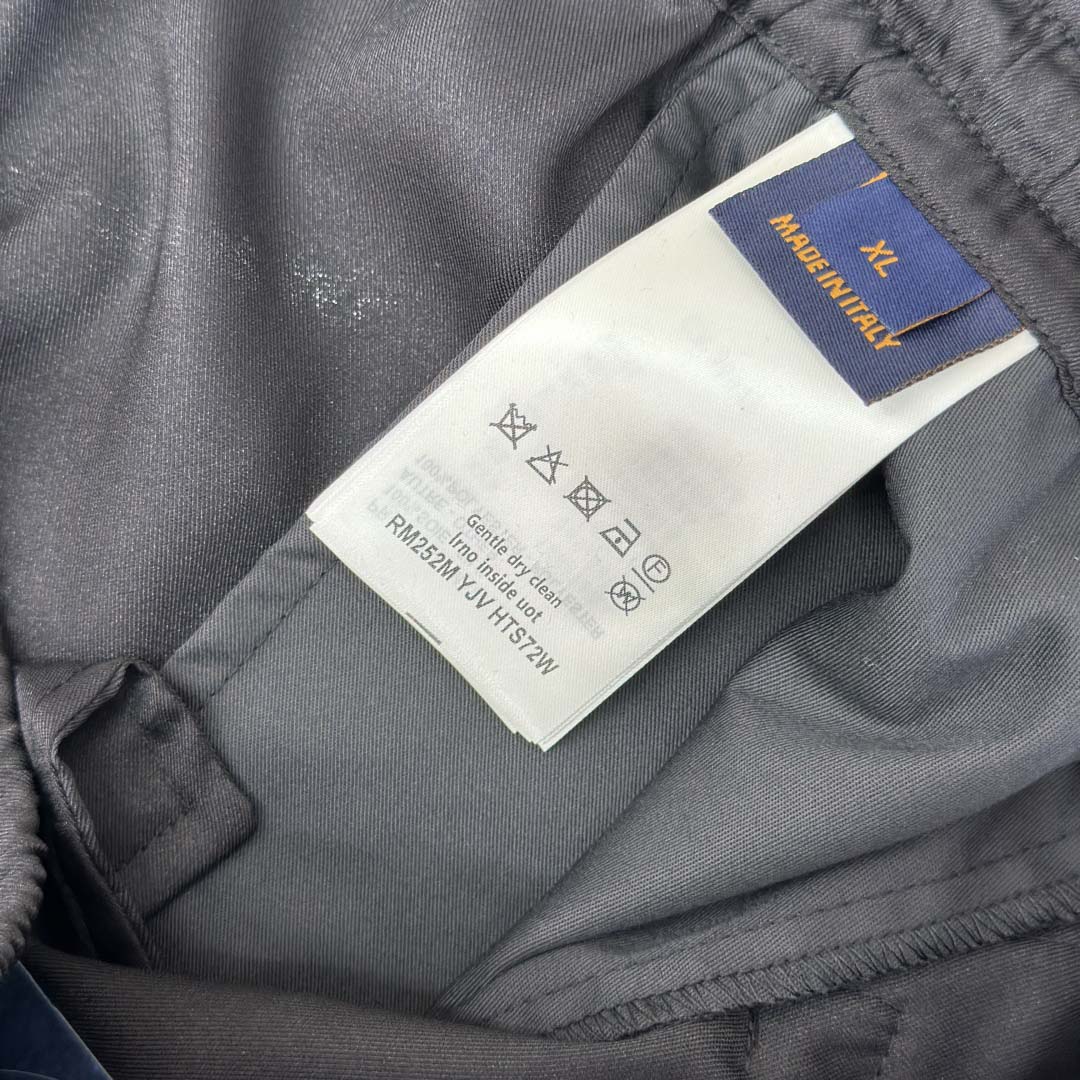 XL
MADE IN ITALY
F
W
Gentle dry clean
Irno inside uot
RM252M YJV HTS72W